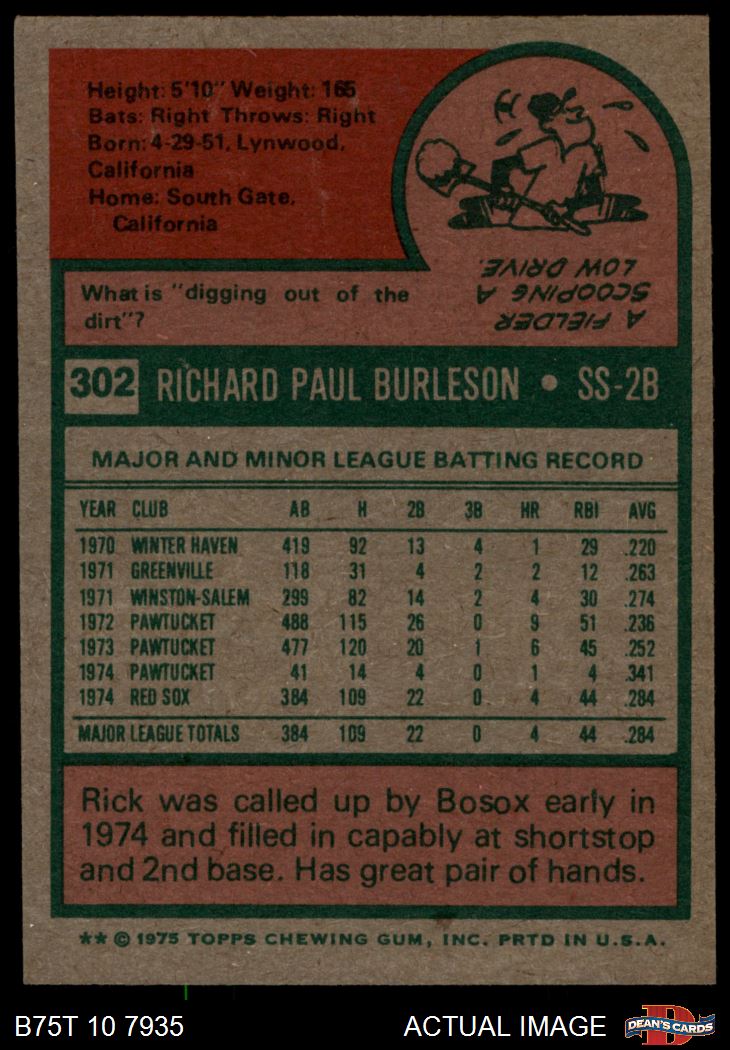 Height: 5'10" Weight: 165
Bats: Right Throws: Right
Born: 4-29-51, Lynwood,
California
Home: South Gate,
California
What is "digging out of the
dirt"?
A FIELDER
SCOOPING A
LOW DRIVE.
302 RICHARD PAUL BURLESON • SS-2B
MAJOR AND MINOR LEAGUE BATTING RECORD
YEAR CLUB AB H 2B 3B HR RBI AVG
1970 WINTER HAVEN 419 92 13 4 1 29 .220
1971 GREENVILLE 118 31 4 2 2 12 .263
1971 WINSTON-SALEM 299 82 14 2 4 30 .274
1972 PAWTUCKET 488 115 26 0 9 51 .236
1973 PAWTUCKET 477 120 20 1 6 45 .252
1974 PAWTUCKET 41 14 4 0 1 4 .341
1974 RED SOX 384 109 22 0 4 44 .284
MAJOR LEAGUE TOTALS 384 109 22 0 4 44 .284
Rick was called up by Bosox early in
1974 and filled in capably at shortstop
and 2nd base. Has great pair of hands.
** © 1975 TOPPS CHEWING GUM, INC. PRTD IN U.S.A.
B75T 10 7935 ACTUAL IMAGE
D
DEAN'S CARDS